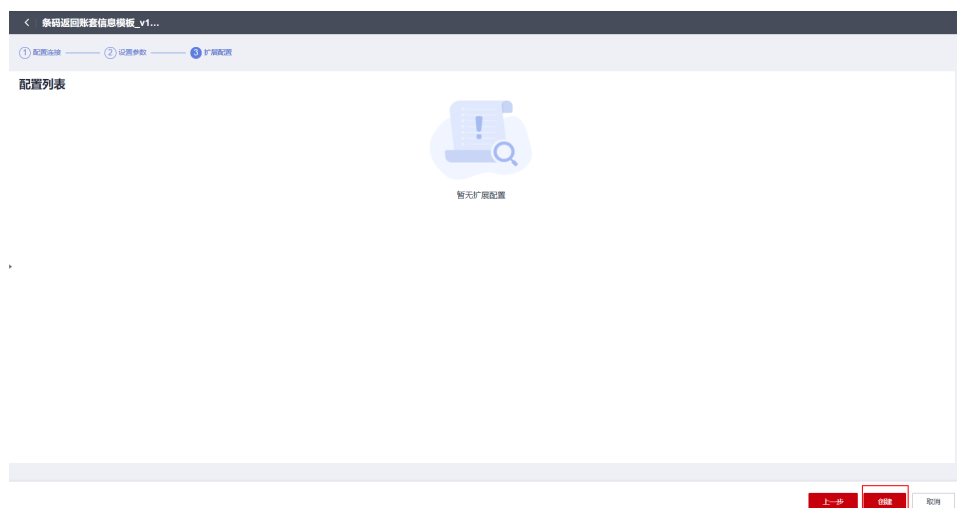 条码返回账套信息模板_v1...
1 配置连接 2 设置参数 3 扩展配置
配置列表
暂无扩展配置
上一步 创建 取消